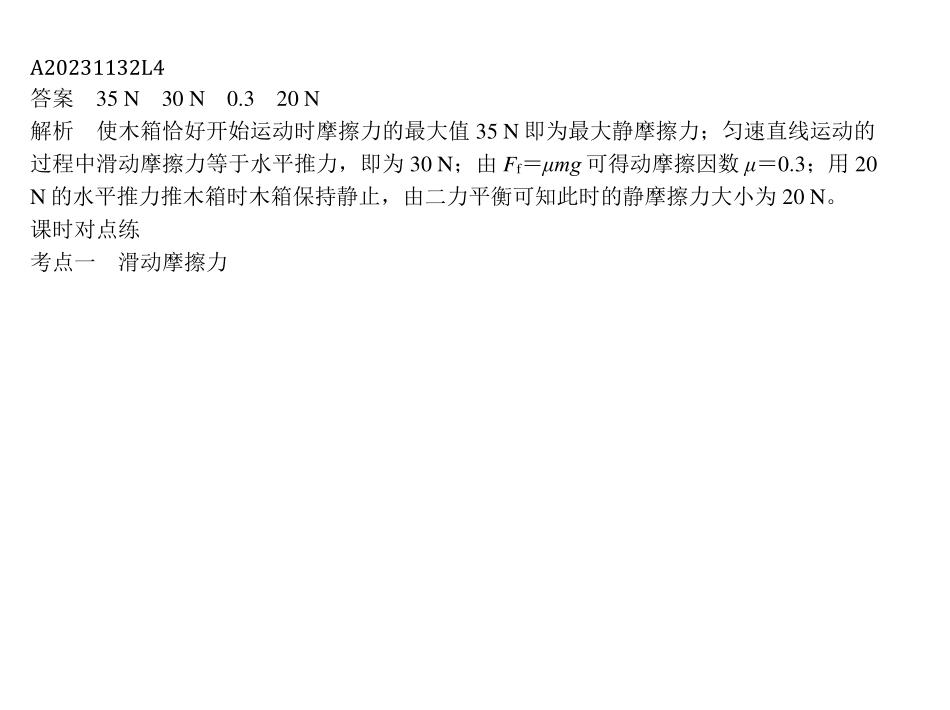 A20231132L4
答案　35 N　30 N　0.3　20 N
解析　使木箱恰好开始运动时摩擦力的最大值 35 N 即为最大静摩擦力；匀速直线运动的
过程中滑动摩擦力等于水平推力，即为 30 N；由 Ff＝μmg 可得动摩擦因数 μ＝0.3；用 20
N 的水平推力推木箱时木箱保持静止，由二力平衡可知此时的静摩擦力大小为 20 N。
课时对点练
考点一　滑动摩擦力